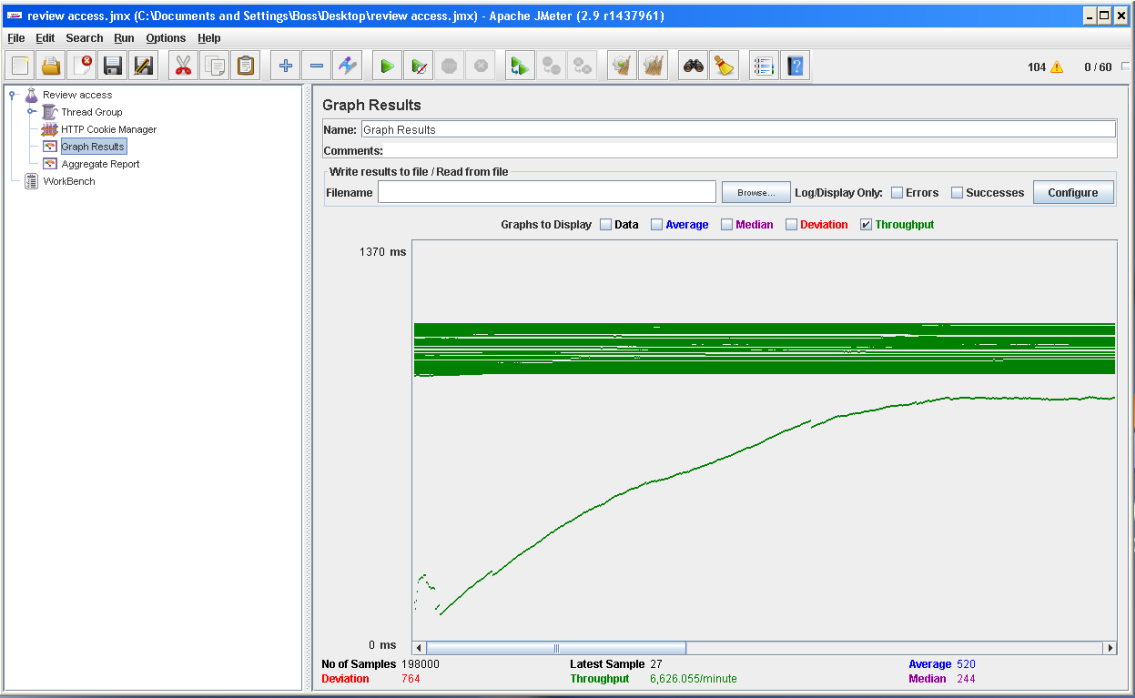 review access.jmx (C:\Documents and Settings\Boss\Desktop\review access.jmx) - Apache JMeter (2.9 r1437961)
File Edit Search Run Options Help
104 0 / 60
Review access
Thread Group
HTTP Cookie Manager
Graph Results
Aggregate Report
WorkBench
Graph Results
Name: Graph Results
Comments:
Write results to file / Read from file
Filename Browse... Log/Display Only: Errors Successes Configure
Graphs to Display Data Average Median Deviation Throughput
1370 ms
0 ms
No of Samples 198000 Latest Sample 27 Average 520
Deviation 764 Throughput 6,626.055/minute Median 244